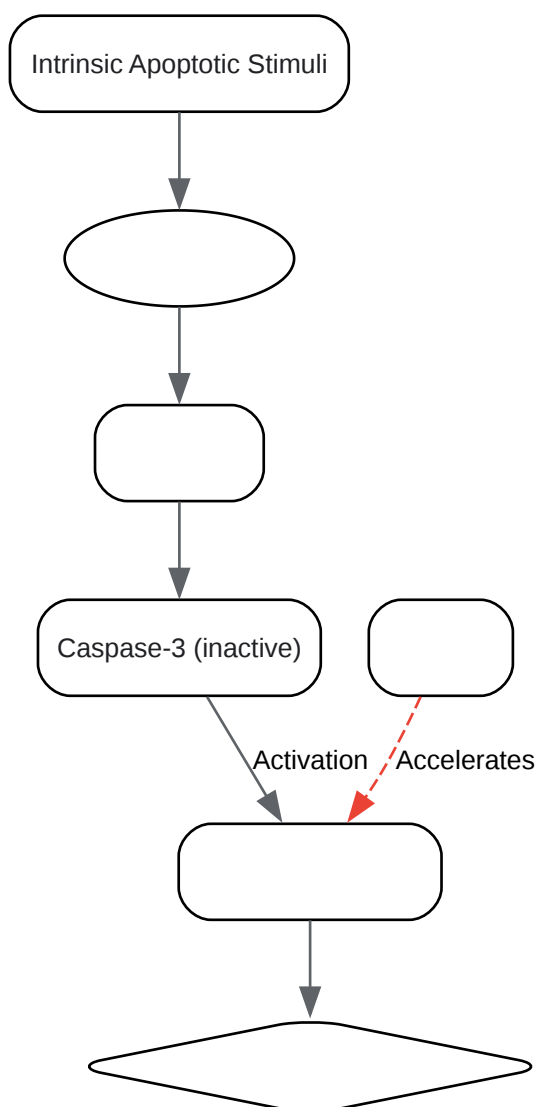 Intrinsic Apoptotic Stimuli
Caspase-3 (inactive)
Activation
Accelerates